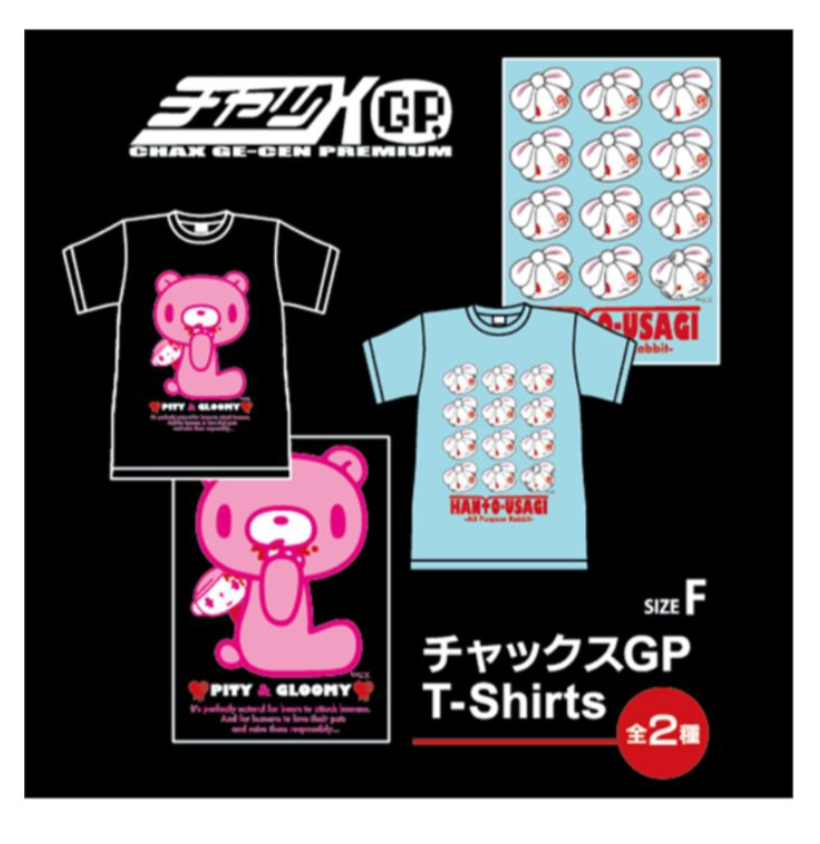 チャックスGP.
CHAX GE-CEN PREMIUM
PITY & GLOOMY
HANTO-USAGI
-All Purpose Rabbit-
PITY & GLOOMY
It's perfectly natural for bears to attack humans.
And for humans to love their pets
and raise them responsibly...
SIZE F
チャックスGP
T-Shirts
全2種